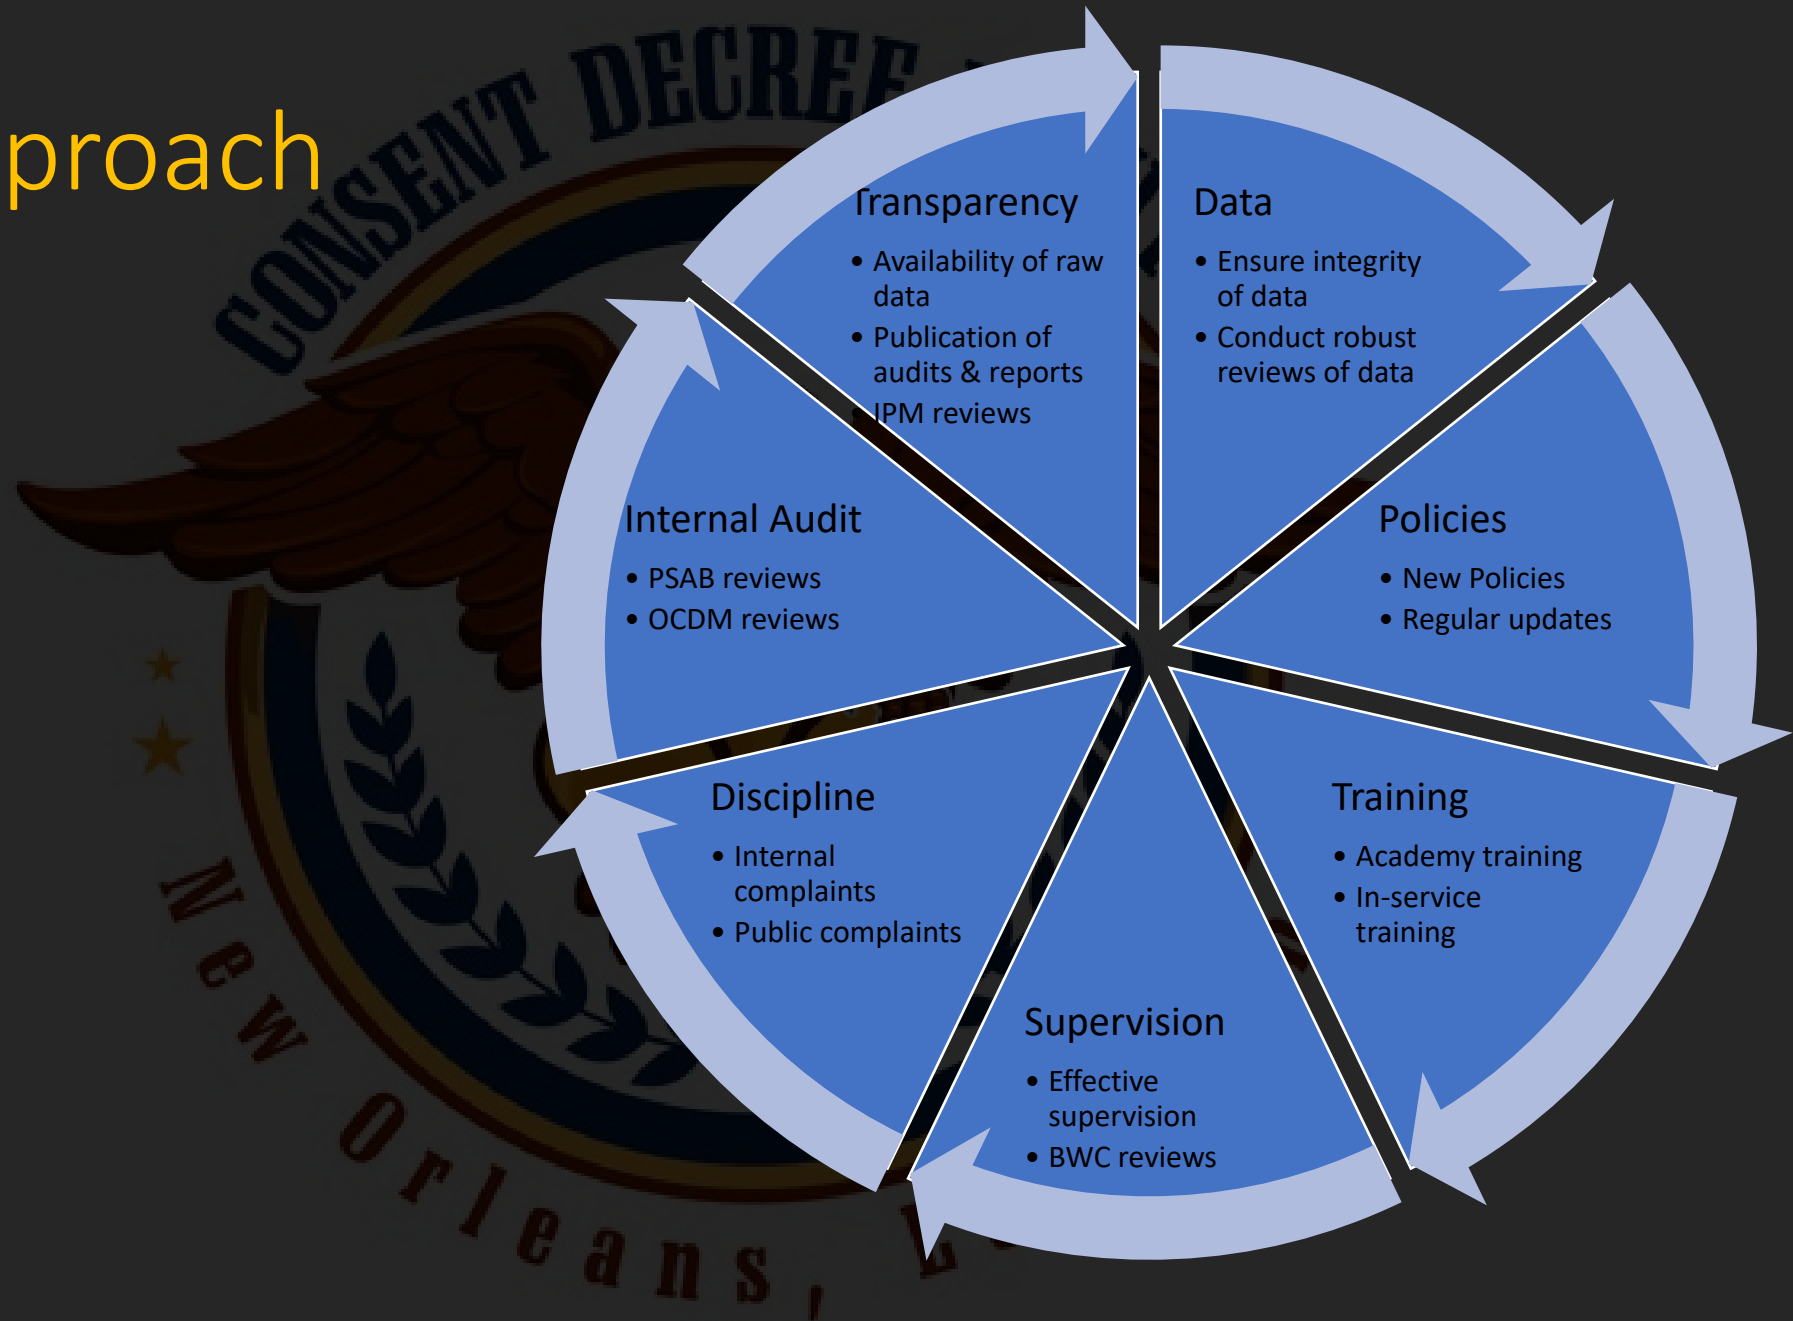 proach
CONSENT DECREE
New Orleans,
Transparency
• Availability of raw
data
• Publication of
audits & reports
• IPM reviews
Data
• Ensure integrity
of data
• Conduct robust
reviews of data
Policies
• New Policies
• Regular updates
Training
• Academy training
• In-service
training
Supervision
• Effective
supervision
• BWC reviews
Discipline
• Internal
complaints
• Public complaints
Internal Audit
• PSAB reviews
• OCDM reviews